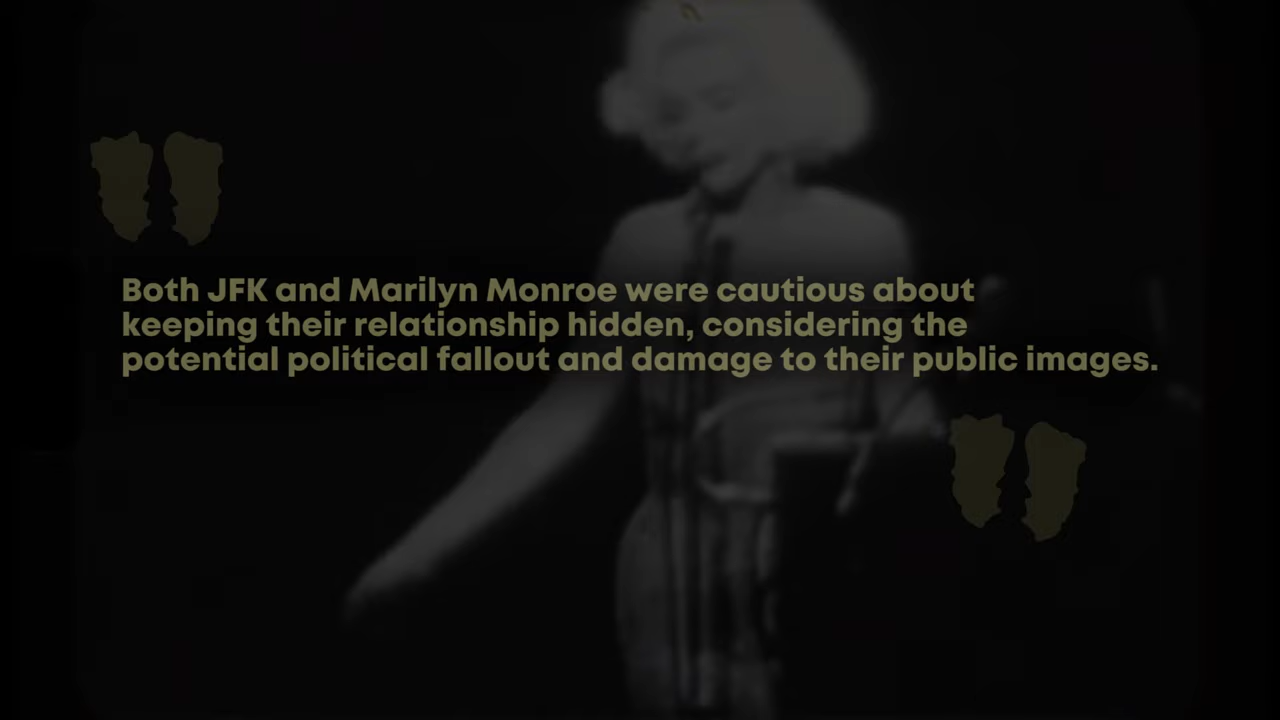 Both JFK and Marilyn Monroe were cautious about
keeping their relationship hidden, considering the
potential political fallout and damage to their public images.